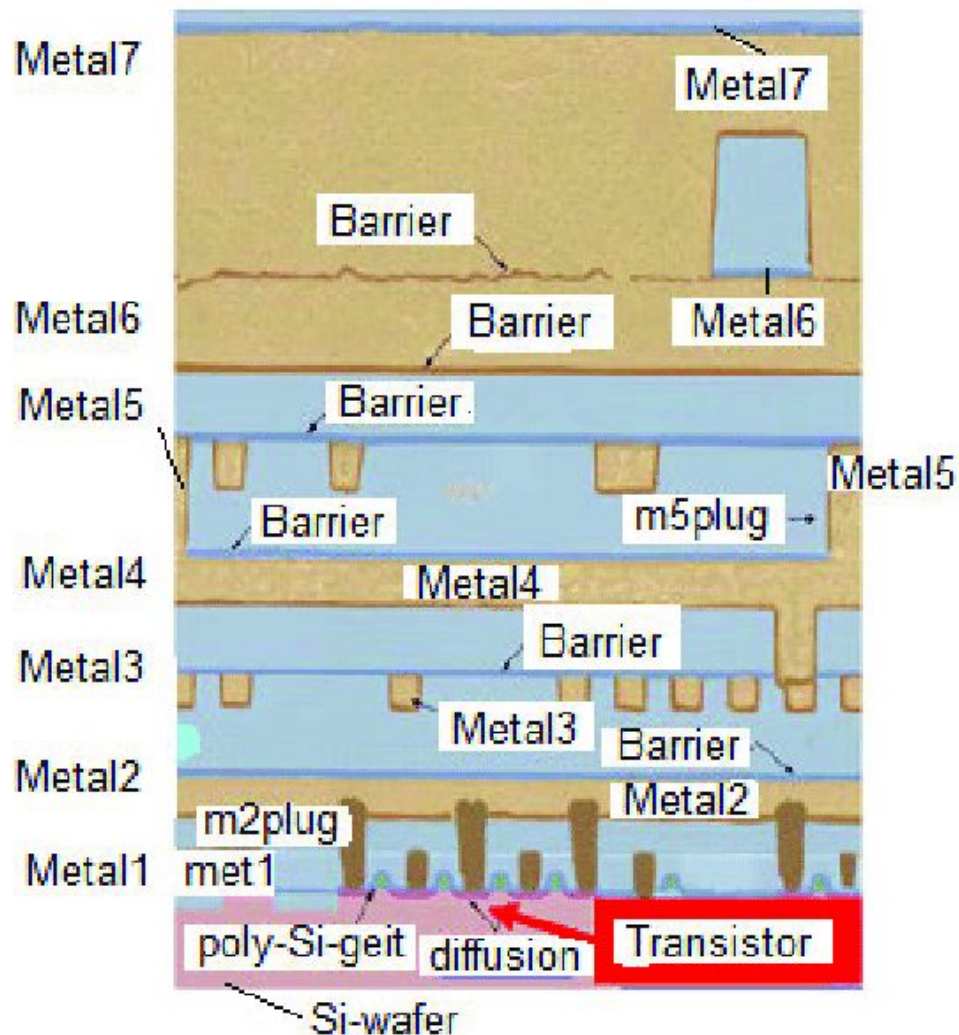 Metal7
Metal7
Barrier
Metal6
Barrier
Metal6
Metal5
Barrier
Metal5
Barrier
m5plug
Metal4
Metal4
Metal3
Barrier
Metal3
Barrier
Metal2
Metal2
m2plug
Metal1
met1
poly-Si-geit
diffusion
Transistor
Si-wafer